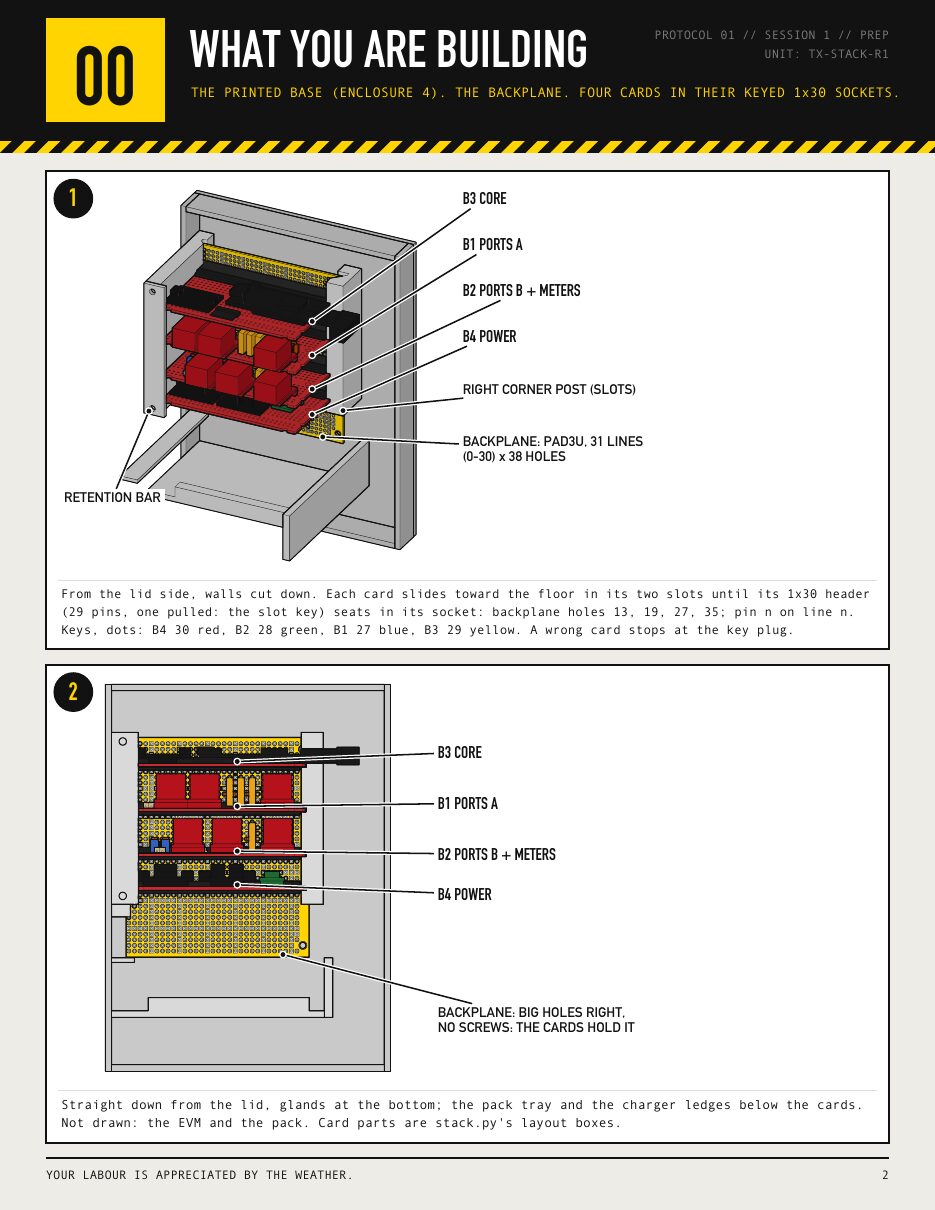 00
WHAT YOU ARE BUILDING
PROTOCOL 01 // SESSION 1 // PREP
UNIT: TX-STACK-R1
THE PRINTED BASE (ENCLOSURE 4). THE BACKPLANE. FOUR CARDS IN THEIR KEYED 1x30 SOCKETS.
1
B3 CORE
B1 PORTS A
B2 PORTS B + METERS
B4 POWER
RIGHT CORNER POST (SLOTS)
BACKPLANE: PAD3U, 31 LINES
(0-30) x 38 HOLES
RETENTION BAR
From the lid side, walls cut down. Each card slides toward the floor in its two slots until its 1x30 header
(29 pins, one pulled: the slot key) seats in its socket: backplane holes 13, 19, 27, 35; pin n on line n.
Keys, dots: B4 30 red, B2 28 green, B1 27 blue, B3 29 yellow. A wrong card stops at the key plug.
2
B3 CORE
B1 PORTS A
B2 PORTS B + METERS
B4 POWER
BACKPLANE: BIG HOLES RIGHT,
NO SCREWS: THE CARDS HOLD IT
Straight down from the lid, glands at the bottom; the pack tray and the charger ledges below the cards.
Not drawn: the EVM and the pack. Card parts are stack.py's layout boxes.
YOUR LABOUR IS APPRECIATED BY THE WEATHER.
2